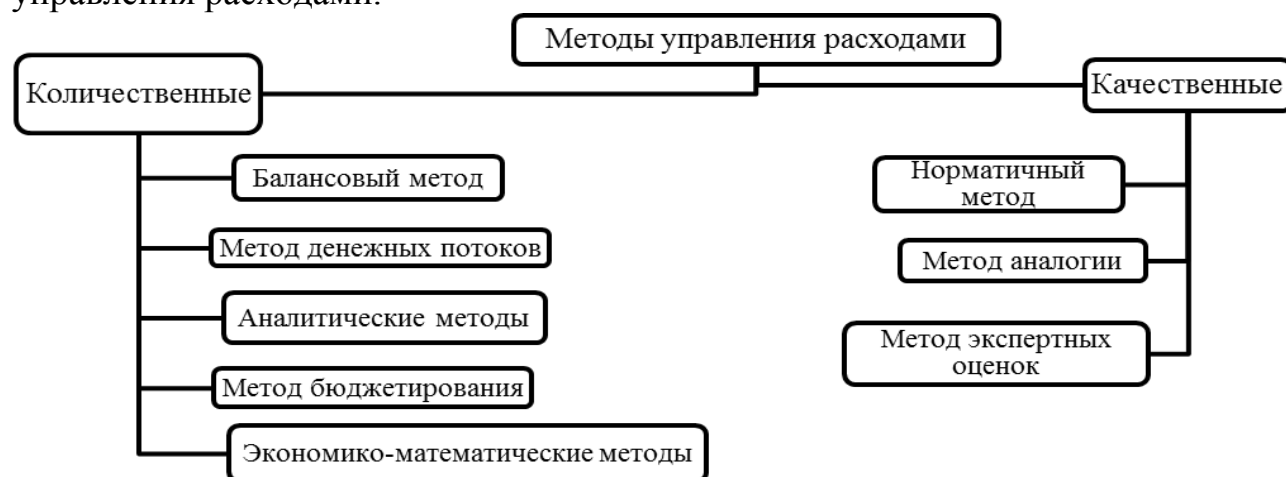 управления расходами.
Методы управления расходами
Количественные
Качественные
Балансовый метод
Метод денежных потоков
Аналитические методы
Метод бюджетирования
Экономико-математические методы
Норматичный
метод
Метод аналогии
Метод экспертных
оценок